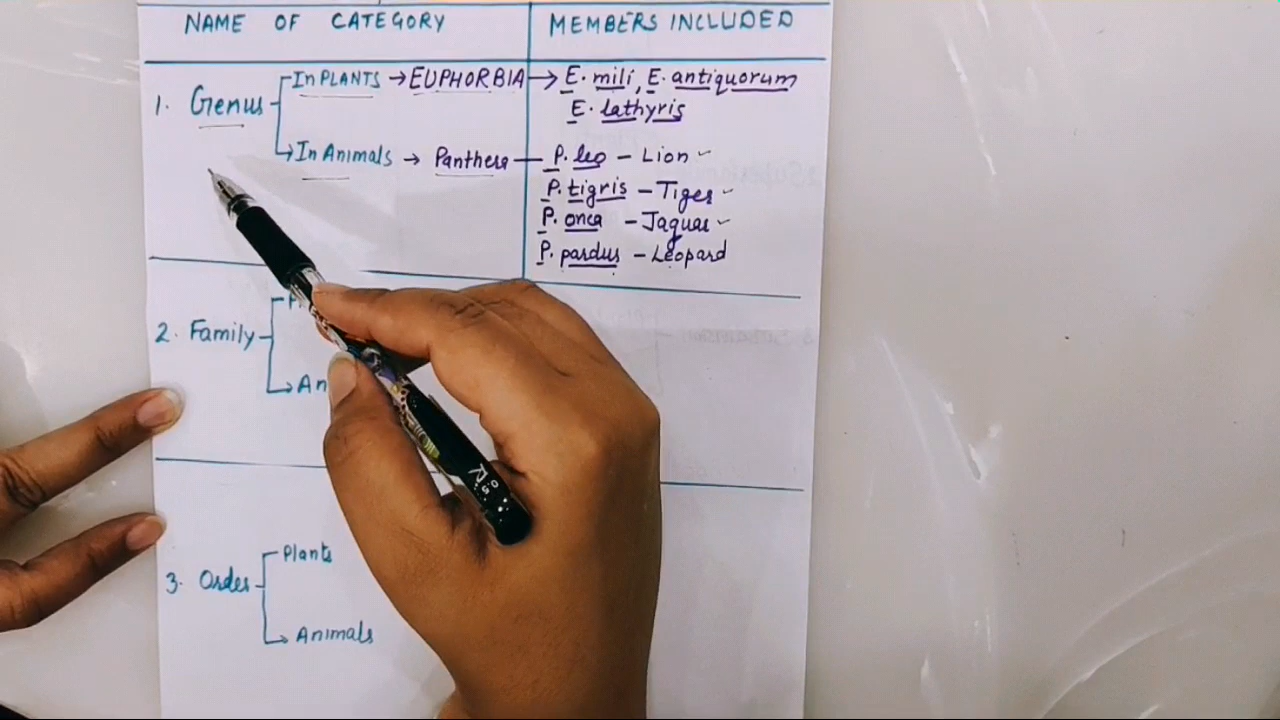 NAME OF CATEGORY MEMBERS INCLUDED
1. Genus In PLANTS → EUPHORBIA → E. mili, E. antiquorum
E. lathyris
In Animals → Panthera — P. leo – Lion
P. tigris – Tiger
P. onca – Jaguar
P. pardus – Leopard
2. Family
An
3. Order Plants
Animals